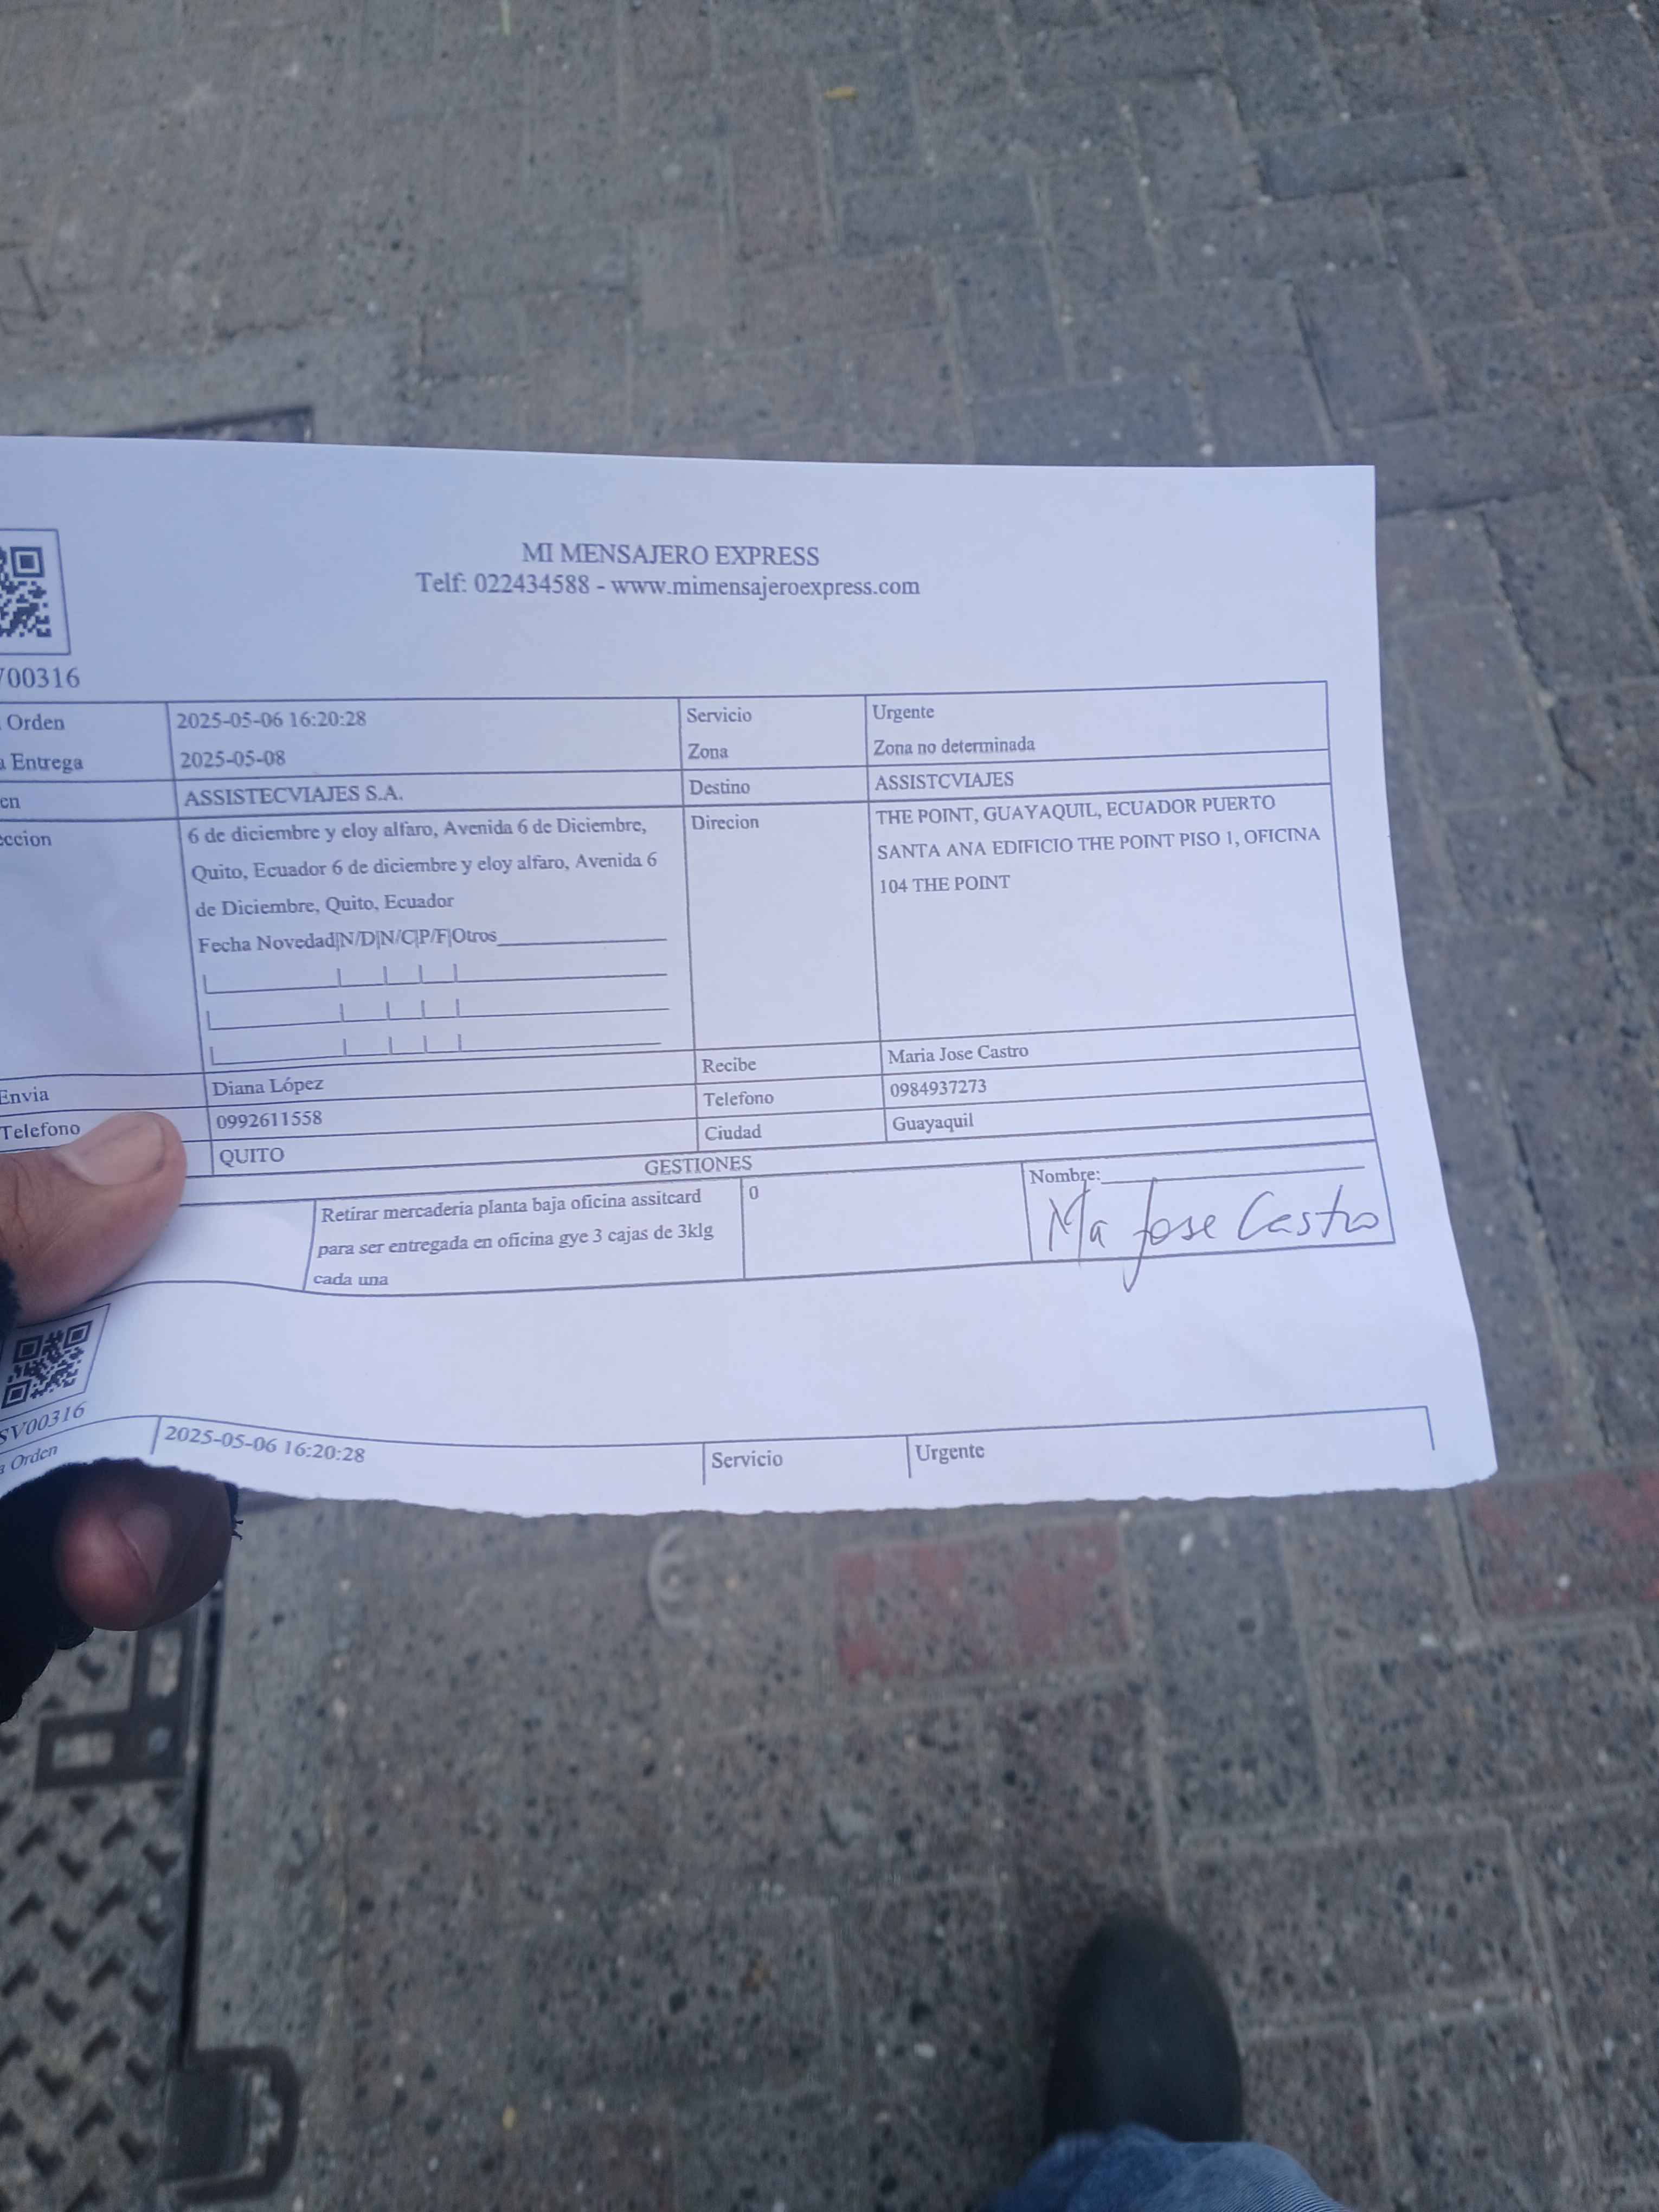 MI MENSAJERO EXPRESS
Telf: 022434588 - www.mimensajeroexpress.com
V00316
Orden 2025-05-06 16:20:28 Servicio Urgente
a Entrega 2025-05-08 Zona Zona no determinada
en ASSISTECVIAJES S.A. Destino ASSISTCVIAJES
eccion 6 de diciembre y eloy alfaro, Avenida 6 de Diciembre, Direcion THE POINT, GUAYAQUIL, ECUADOR PUERTO
Quito, Ecuador 6 de diciembre y eloy alfaro, Avenida 6 SANTA ANA EDIFICIO THE POINT PISO 1, OFICINA
de Diciembre, Quito, Ecuador 104 THE POINT
Fecha Novedad|N/D|N/C|P/F|Otros
Envia Diana López Recibe Maria Jose Castro
Telefono 0992611558 Telefono 0984937273
QUITO Ciudad Guayaquil
GESTIONES
Retirar mercaderia planta baja oficina assitcard 0 Nombre:
para ser entregada en oficina gye 3 cajas de 3klg Ma Jose Castro
cada una
SV00316
a Orden 2025-05-06 16:20:28 Servicio Urgente